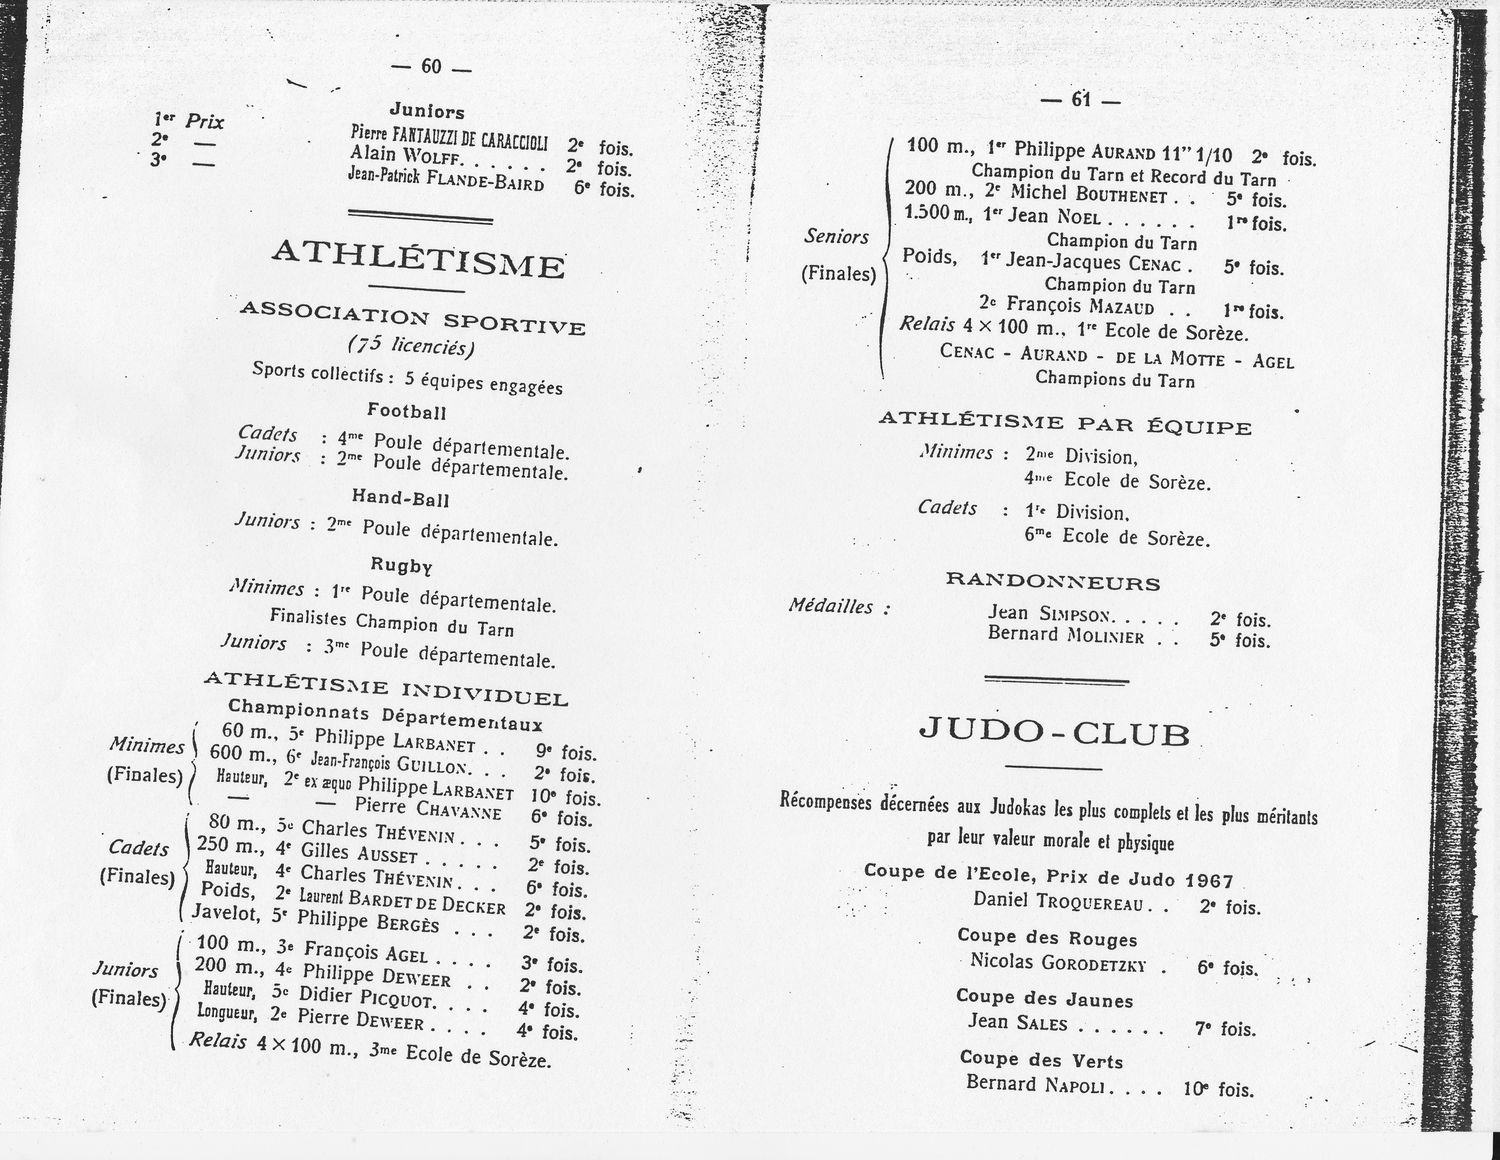 — 60 —
Juniors
1er Prix Pierre FANTAUZZI DE CARACCIOLI 2e fois.
2e — Alain WOLFF. . . . . . 2e fois.
3e — Jean-Patrick FLANDE-BAIRD 6e fois.
ATHLÉTISME
ASSOCIATION SPORTIVE
(75 licenciés)
Sports collectifs : 5 équipes engagées
Football
Cadets : 4me Poule départementale.
Juniors : 2me Poule départementale.
Hand-Ball
Juniors : 2me Poule départementale.
Rugby
Minimes : 1re Poule départementale.
Finalistes Champion du Tarn
Juniors : 3me Poule départementale.
ATHLÉTISME INDIVIDUEL
Championnats Départementaux
Minimes (Finales)
60 m., 5e Philippe LARBANET . . 9e fois.
600 m., 6e Jean-François GUILLON. . . 2e fois.
Hauteur, 2e ex æquo Philippe LARBANET 10e fois.
— — Pierre CHAVANNE 6e fois.
Cadets (Finales)
80 m., 5e Charles THÉVENIN . . . 5e fois.
250 m., 4e Gilles AUSSET . . . . . 2e fois.
Hauteur, 4e Charles THÉVENIN. . . 6e fois.
Poids, 2e Laurent BARDET DE DECKER 2e fois.
Javelot, 5e Philippe BERGÈS . . . 2e fois.
Juniors (Finales)
100 m., 3e François AGEL . . . . 3e fois.
200 m., 4e Philippe DEWEER . . 2e fois.
Hauteur, 5e Didier PICQUOT. . . . 4e fois.
Longueur, 2e Pierre DEWEER . . . . 4e fois.
Relais 4 × 100 m., 3me Ecole de Sorèze.
— 61 —
Seniors (Finales)
100 m., 1er Philippe AURAND 11" 1/10 2e fois.
Champion du Tarn et Record du Tarn
200 m., 2e Michel BOUTHENET . . 5e fois.
1.500 m., 1er Jean NOEL . . . . . . 1re fois.
Champion du Tarn
Poids, 1er Jean-Jacques CENAC . 5e fois.
Champion du Tarn
2e François MAZAUD . . 1re fois.
Relais 4 × 100 m., 1re Ecole de Sorèze.
CENAC - AURAND - DE LA MOTTE - AGEL
Champions du Tarn
ATHLÉTISME PAR ÉQUIPE
Minimes : 2me Division,
4me Ecole de Sorèze.
Cadets : 1re Division,
6me Ecole de Sorèze.
RANDONNEURS
Médailles : Jean SIMPSON. . . . . 2e fois.
Bernard MOLINIER . . 5e fois.
JUDO-CLUB
Récompenses décernées aux Judokas les plus complets et les plus méritants
par leur valeur morale et physique
Coupe de l'Ecole, Prix de Judo 1967
Daniel TROQUEREAU . . 2e fois.
Coupe des Rouges
Nicolas GORODETZKY . 6e fois.
Coupe des Jaunes
Jean SALES . . . . . . 7e fois.
Coupe des Verts
Bernard NAPOLI . . . . 10e fois.